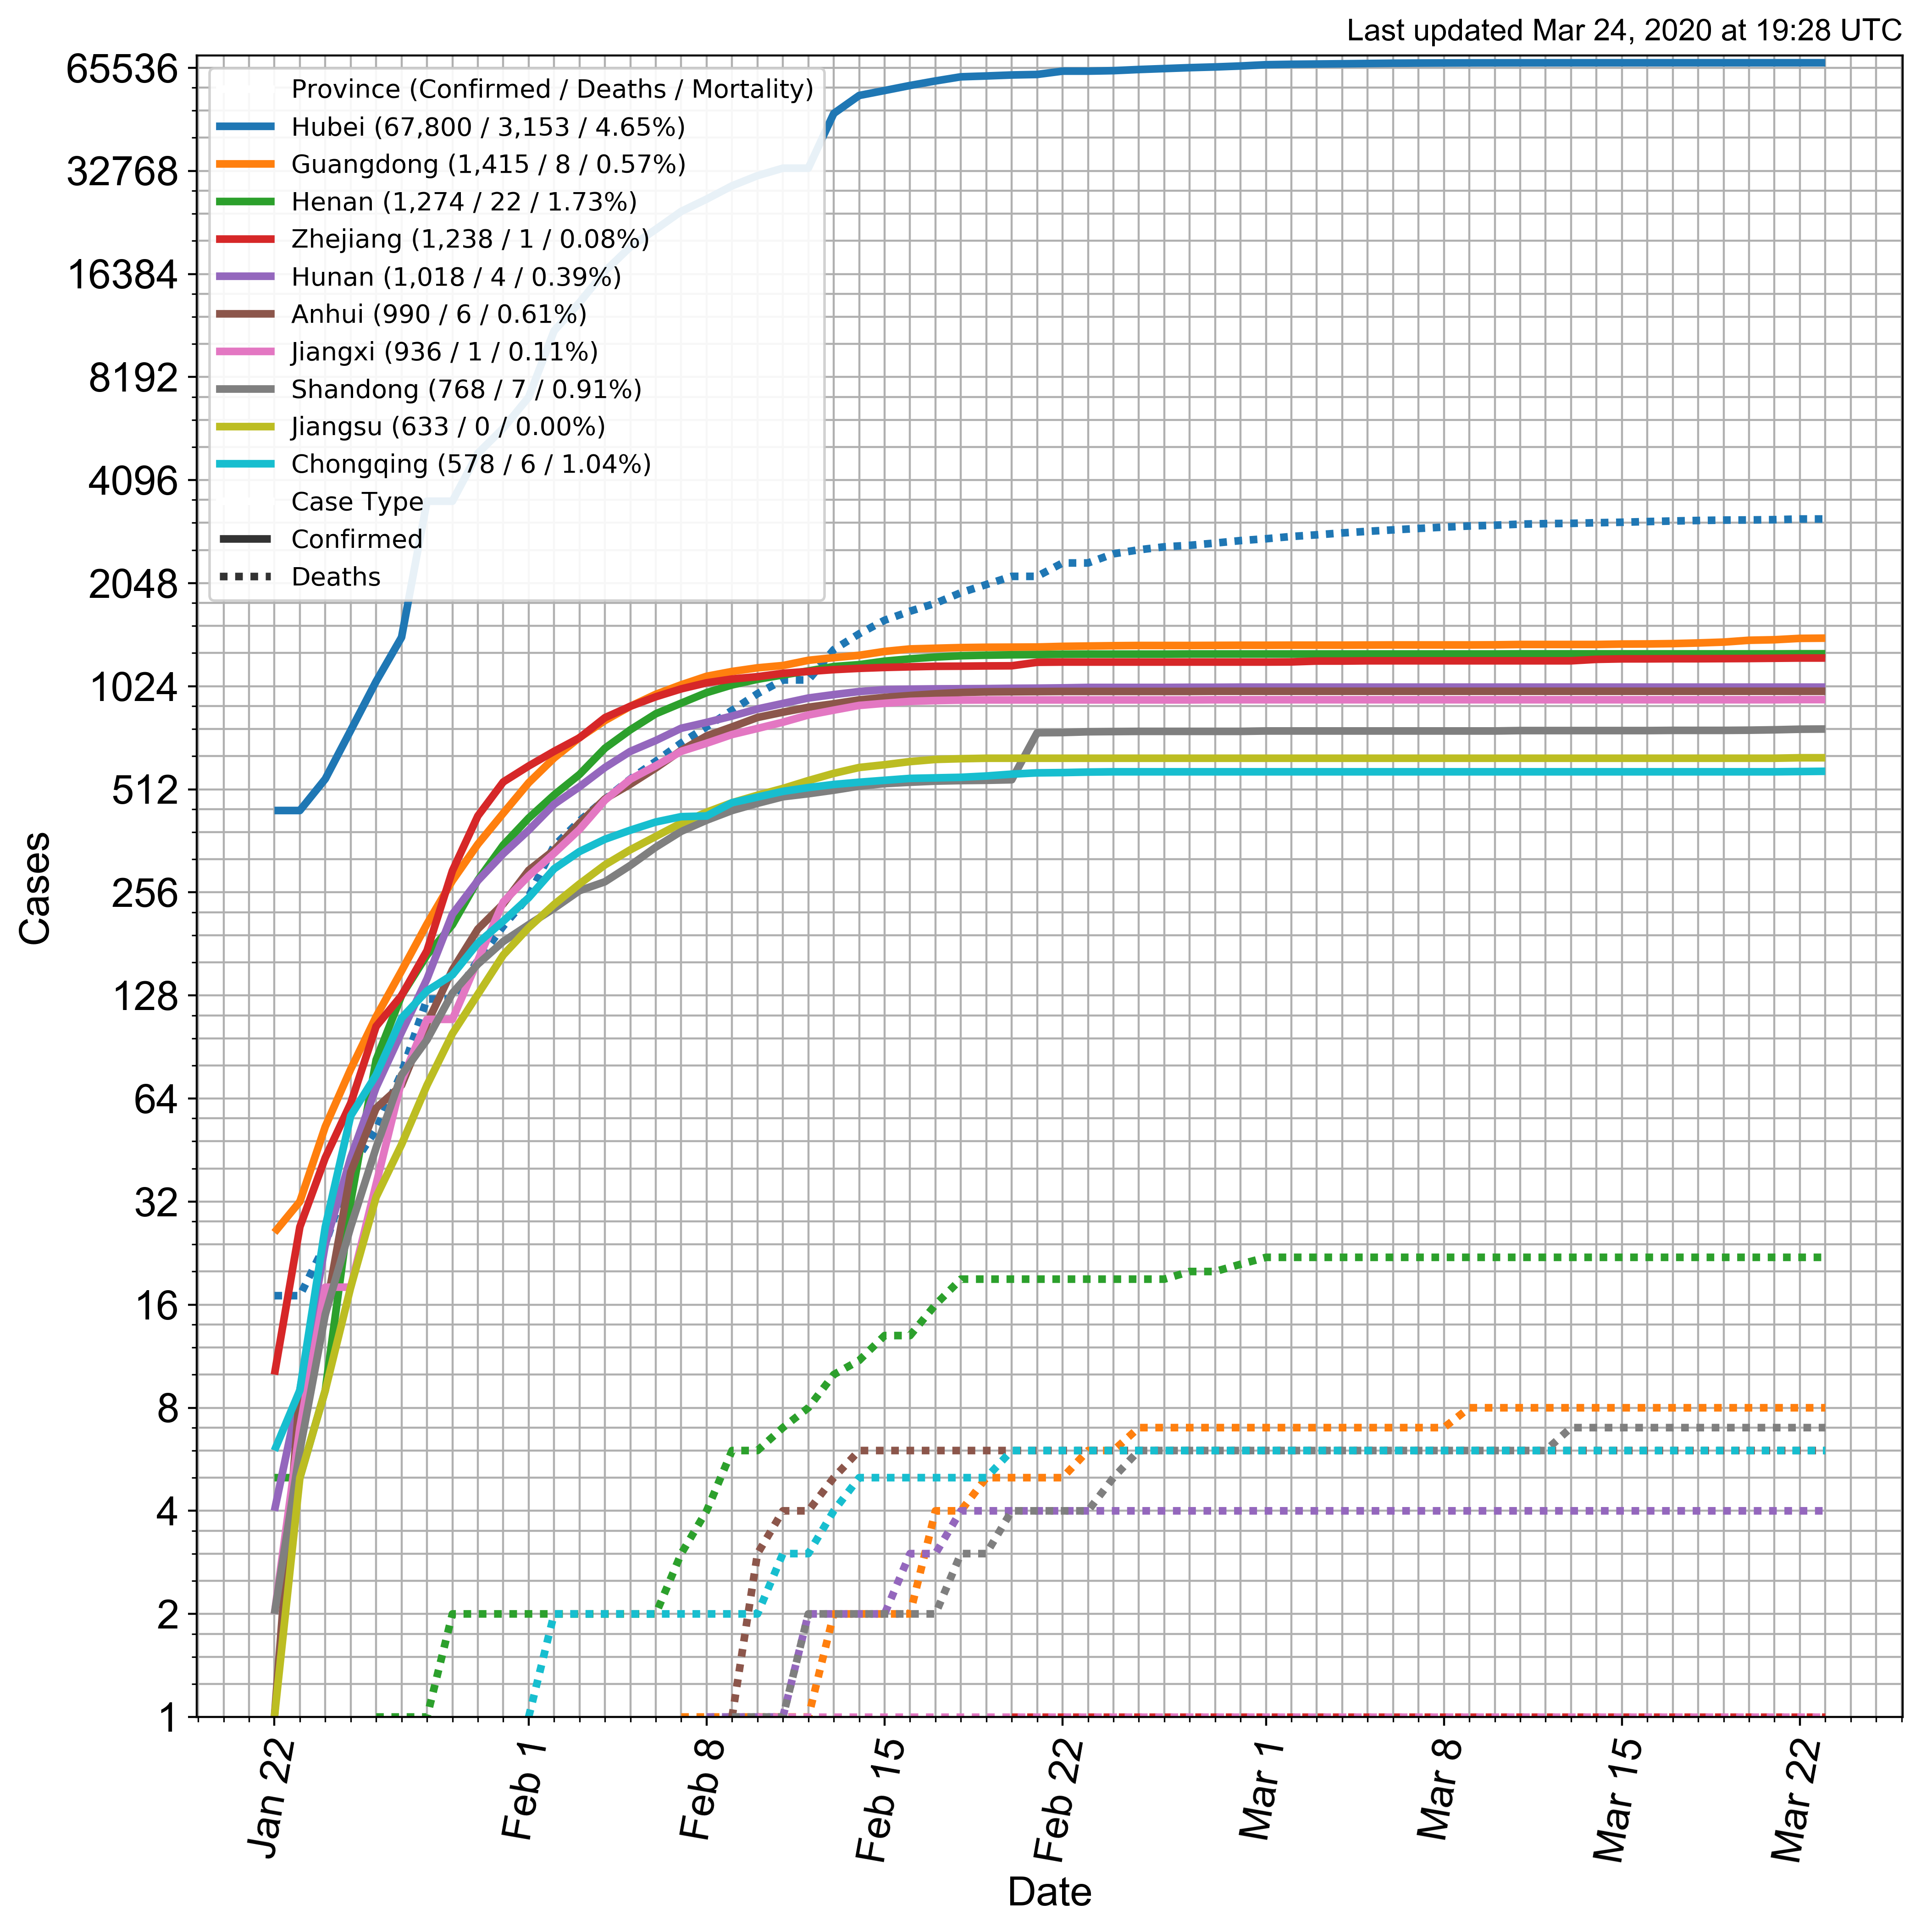 Last updated Mar 24, 2020 at 19:28 UTC
65536
32768
16384
8192
4096
2048
1024
512
256
128
64
32
16
8
4
2
1
Cases
Province (Confirmed / Deaths / Mortality)
Hubei (67,800 / 3,153 / 4.65%)
Guangdong (1,415 / 8 / 0.57%)
Henan (1,274 / 22 / 1.73%)
Zhejiang (1,238 / 1 / 0.08%)
Hunan (1,018 / 4 / 0.39%)
Anhui (990 / 6 / 0.61%)
Jiangxi (936 / 1 / 0.11%)
Shandong (768 / 7 / 0.91%)
Jiangsu (633 / 0 / 0.00%)
Chongqing (578 / 6 / 1.04%)
Case Type
Confirmed
Deaths
Jan 22
Feb 1
Feb 8
Feb 15
Feb 22
Mar 1
Mar 8
Mar 15
Mar 22
Date